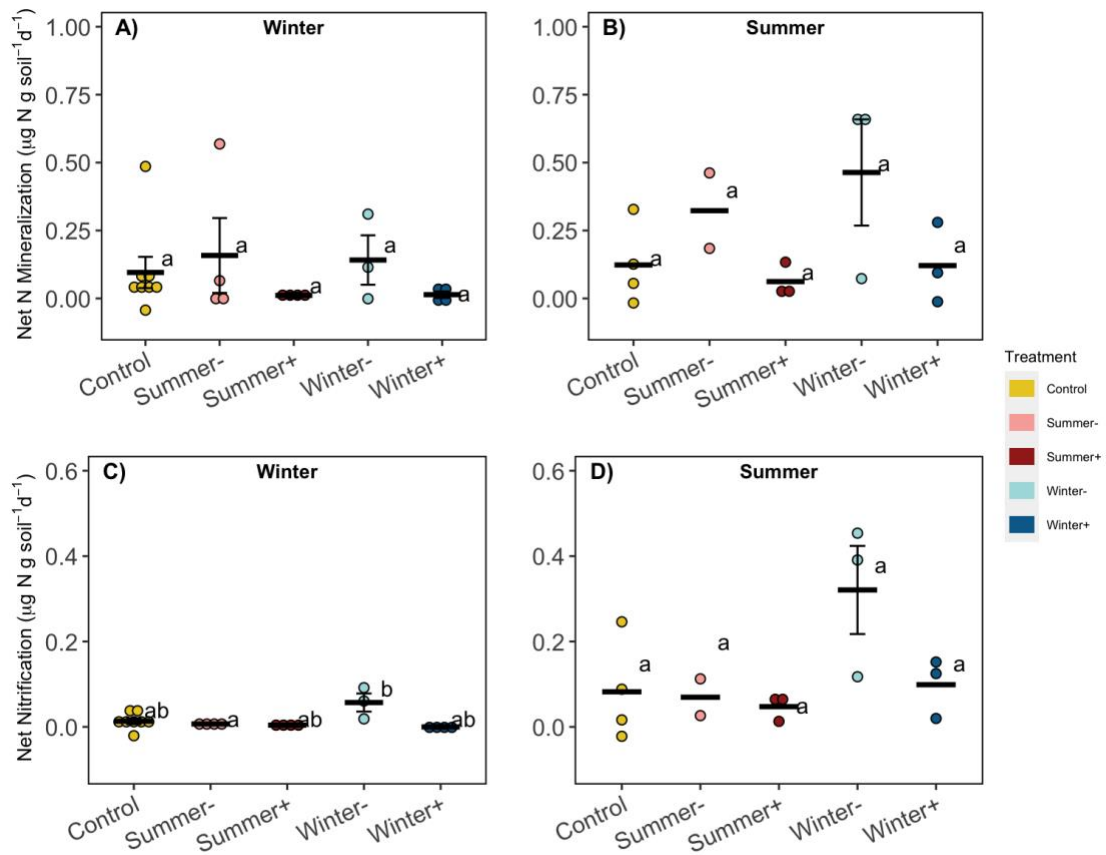 A) Winter
Net N Mineralization (µg N g soil⁻¹d⁻¹)
1.00
0.75
0.50
0.25
0.00
a
a
a
a
a
Control
Summer-
Summer+
Winter-
Winter+
B) Summer
1.00
0.75
0.50
0.25
0.00
a
a
a
a
a
Control
Summer-
Summer+
Winter-
Winter+
Treatment
Control
Summer-
Summer+
Winter-
Winter+
C) Winter
Net Nitrification (µg N g soil⁻¹d⁻¹)
0.6
0.4
0.2
0.0
ab
a
ab
b
ab
Control
Summer-
Summer+
Winter-
Winter+
D) Summer
0.6
0.4
0.2
0.0
a
a
a
a
a
Control
Summer-
Summer+
Winter-
Winter+